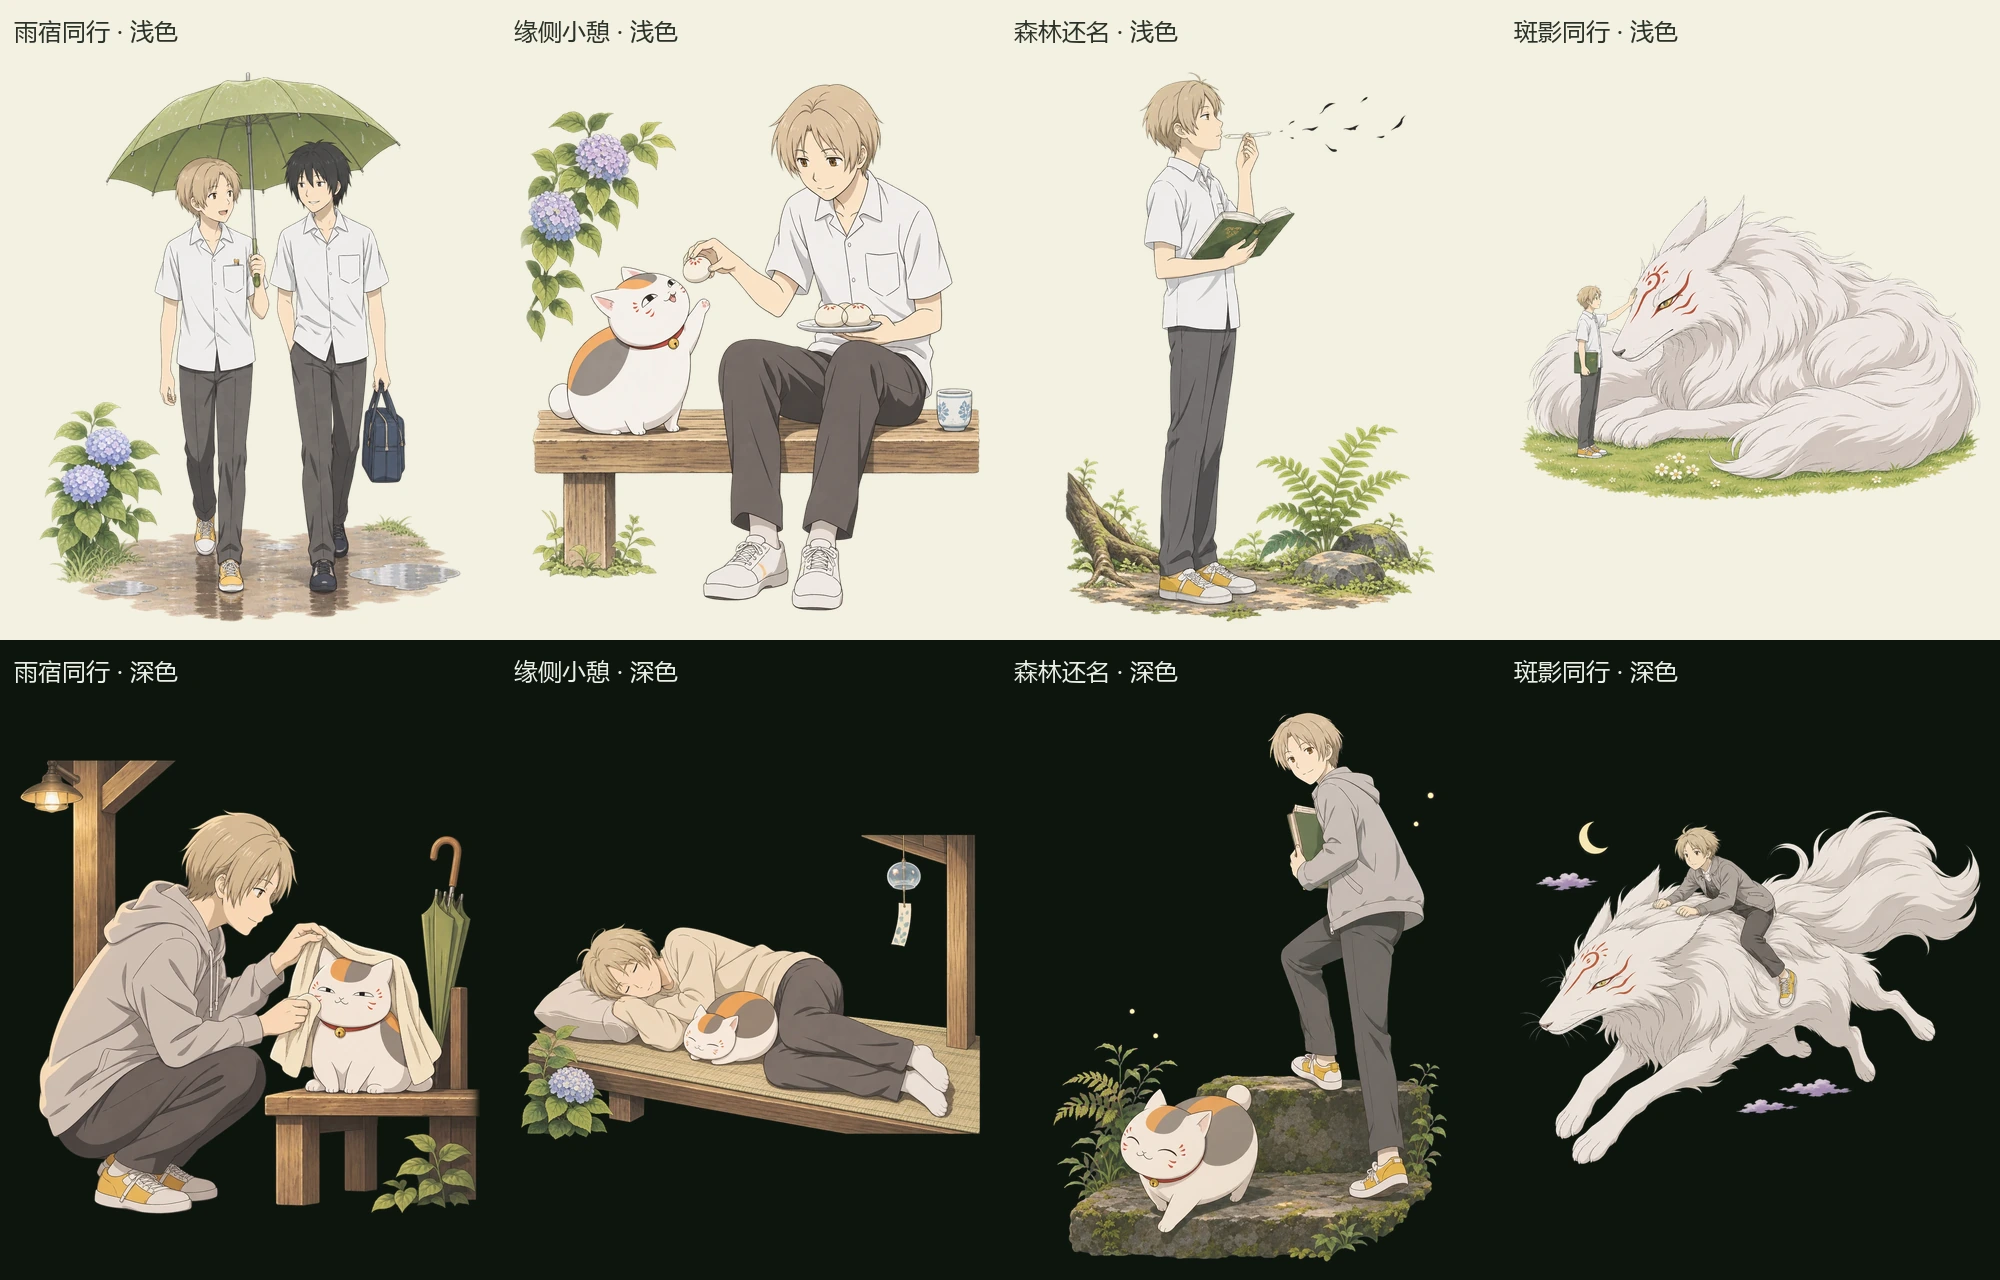 雨宿同行 · 浅色
缘侧小憩 · 浅色
森林还名 · 浅色
斑影同行 · 浅色
雨宿同行 · 深色
缘侧小憩 · 深色
森林还名 · 深色
斑影同行 · 深色